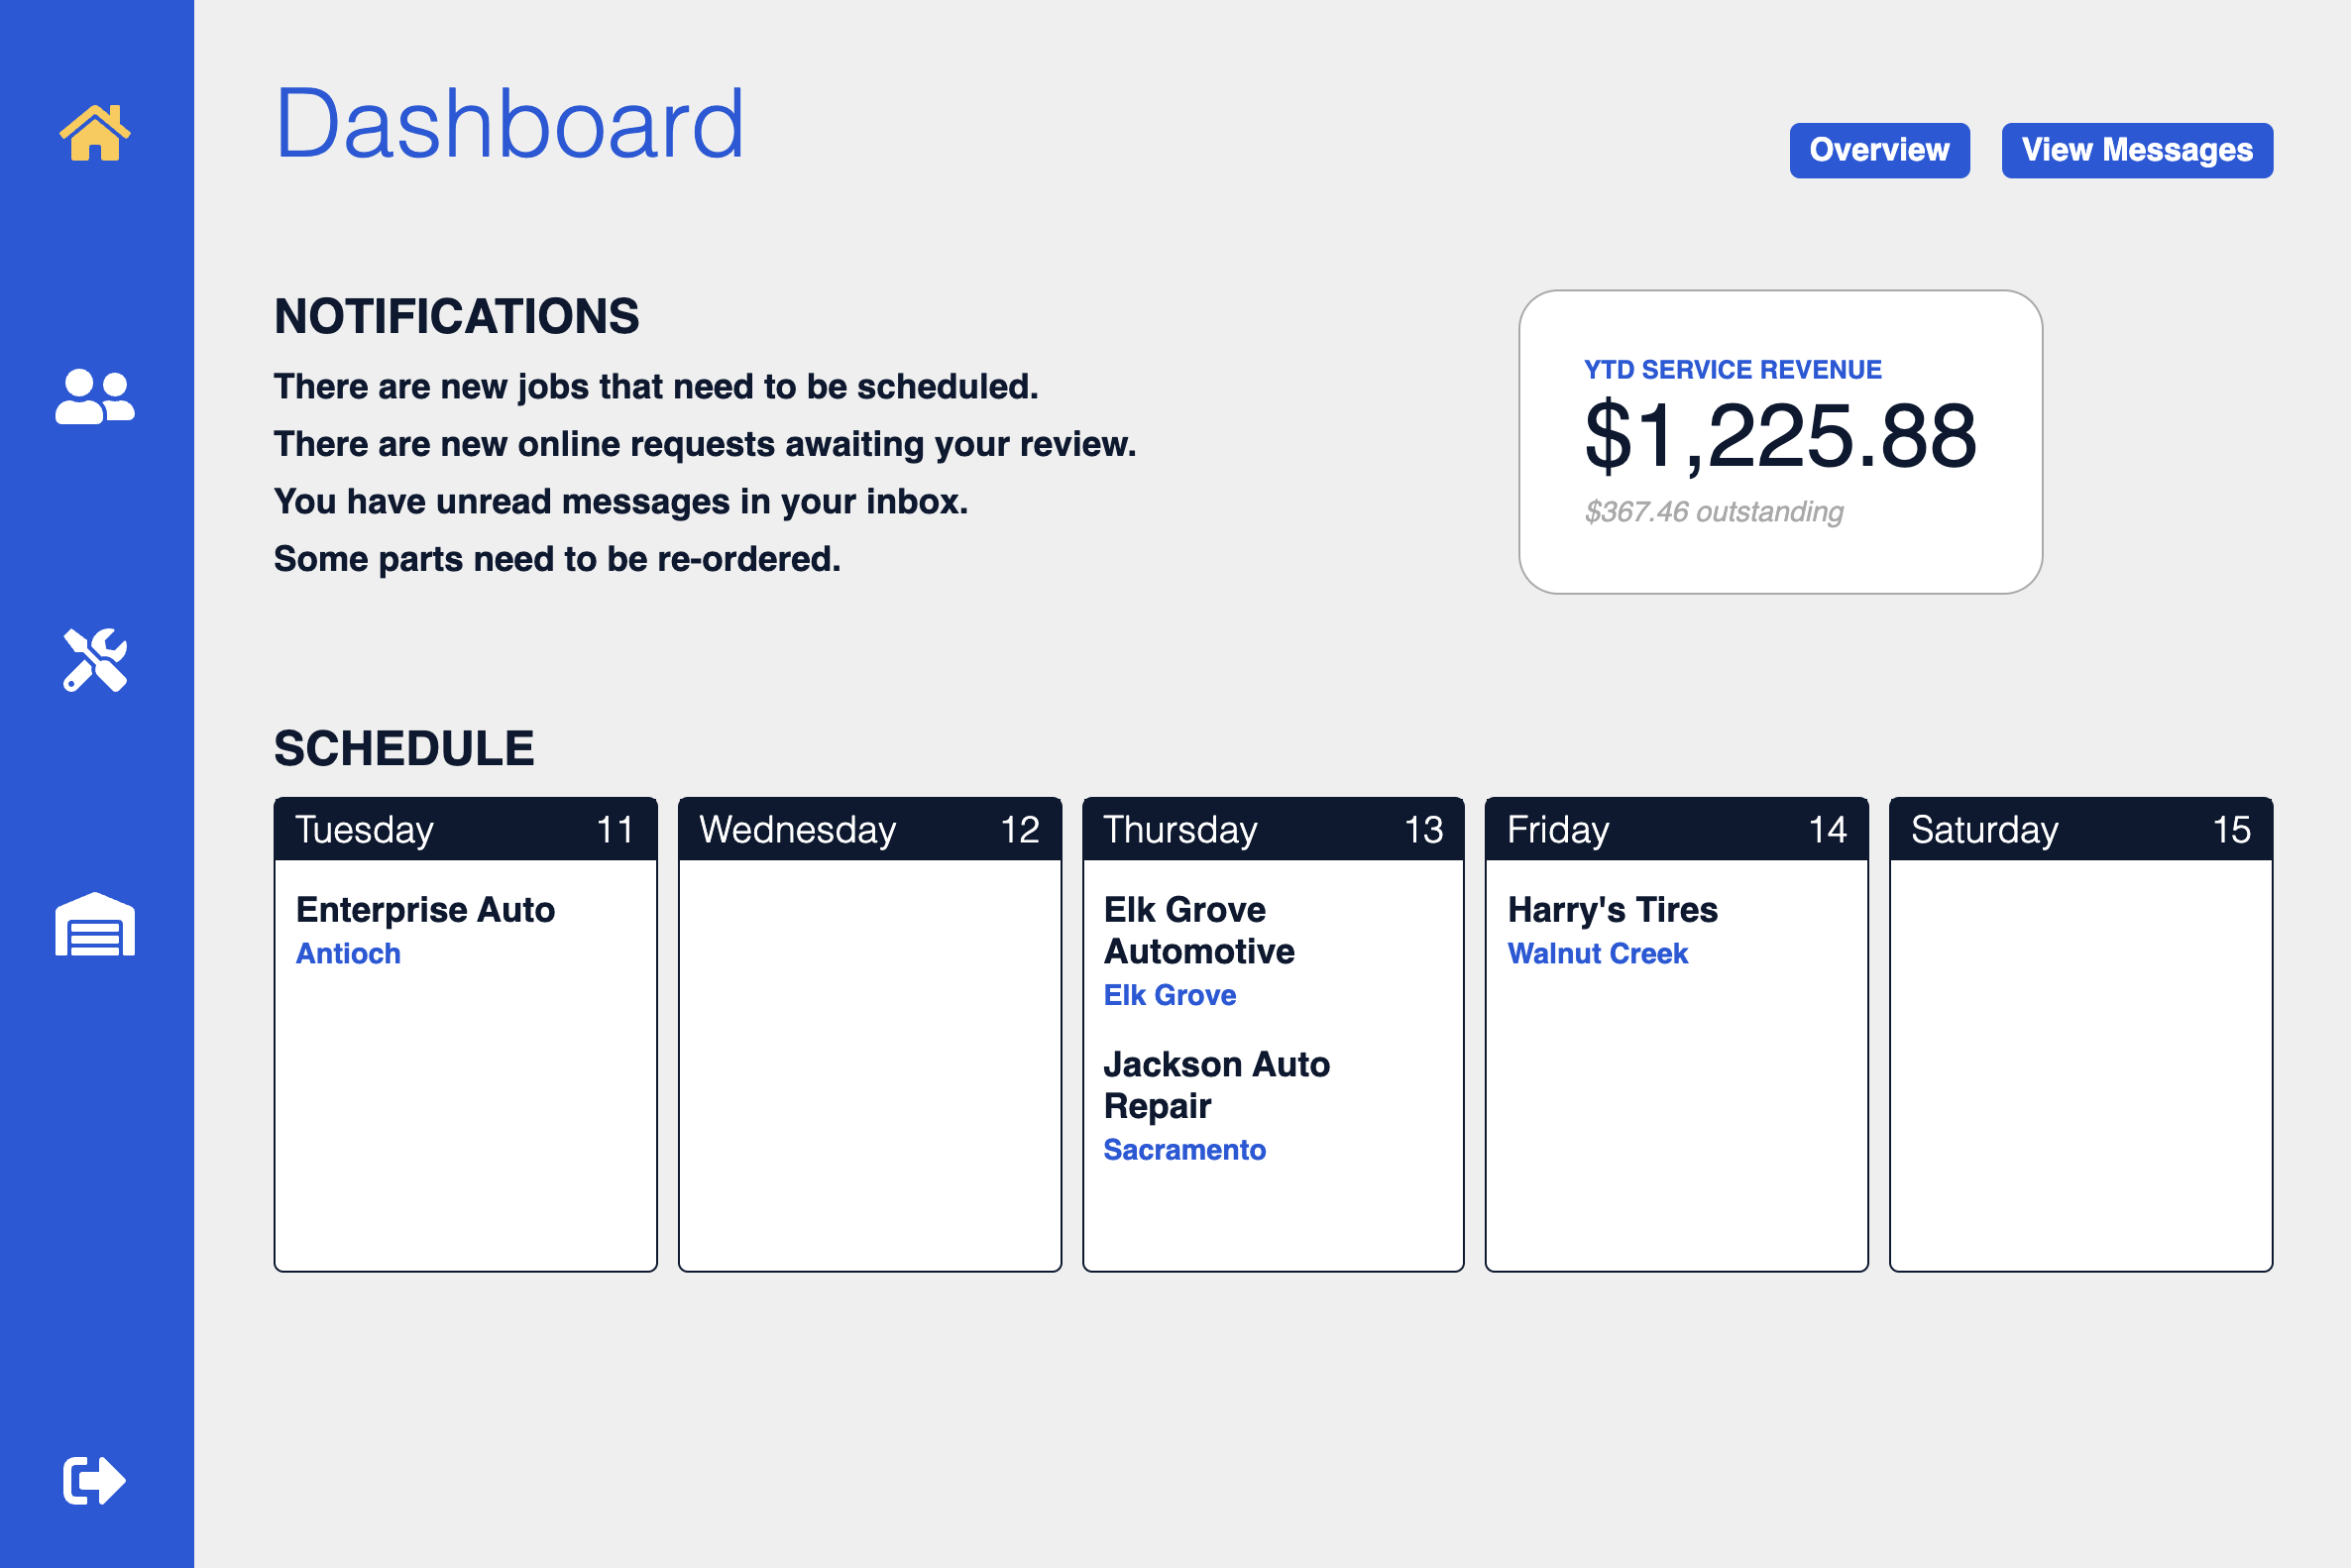 Dashboard
Overview
View Messages
NOTIFICATIONS
There are new jobs that need to be scheduled.
There are new online requests awaiting your review.
You have unread messages in your inbox.
Some parts need to be re-ordered.
YTD SERVICE REVENUE
$1,225.88
$367.46 outstanding
SCHEDULE
Tuesday 11
Enterprise Auto
Antioch
Wednesday 12
Thursday 13
Elk Grove
Automotive
Elk Grove
Jackson Auto
Repair
Sacramento
Friday 14
Harry's Tires
Walnut Creek
Saturday 15